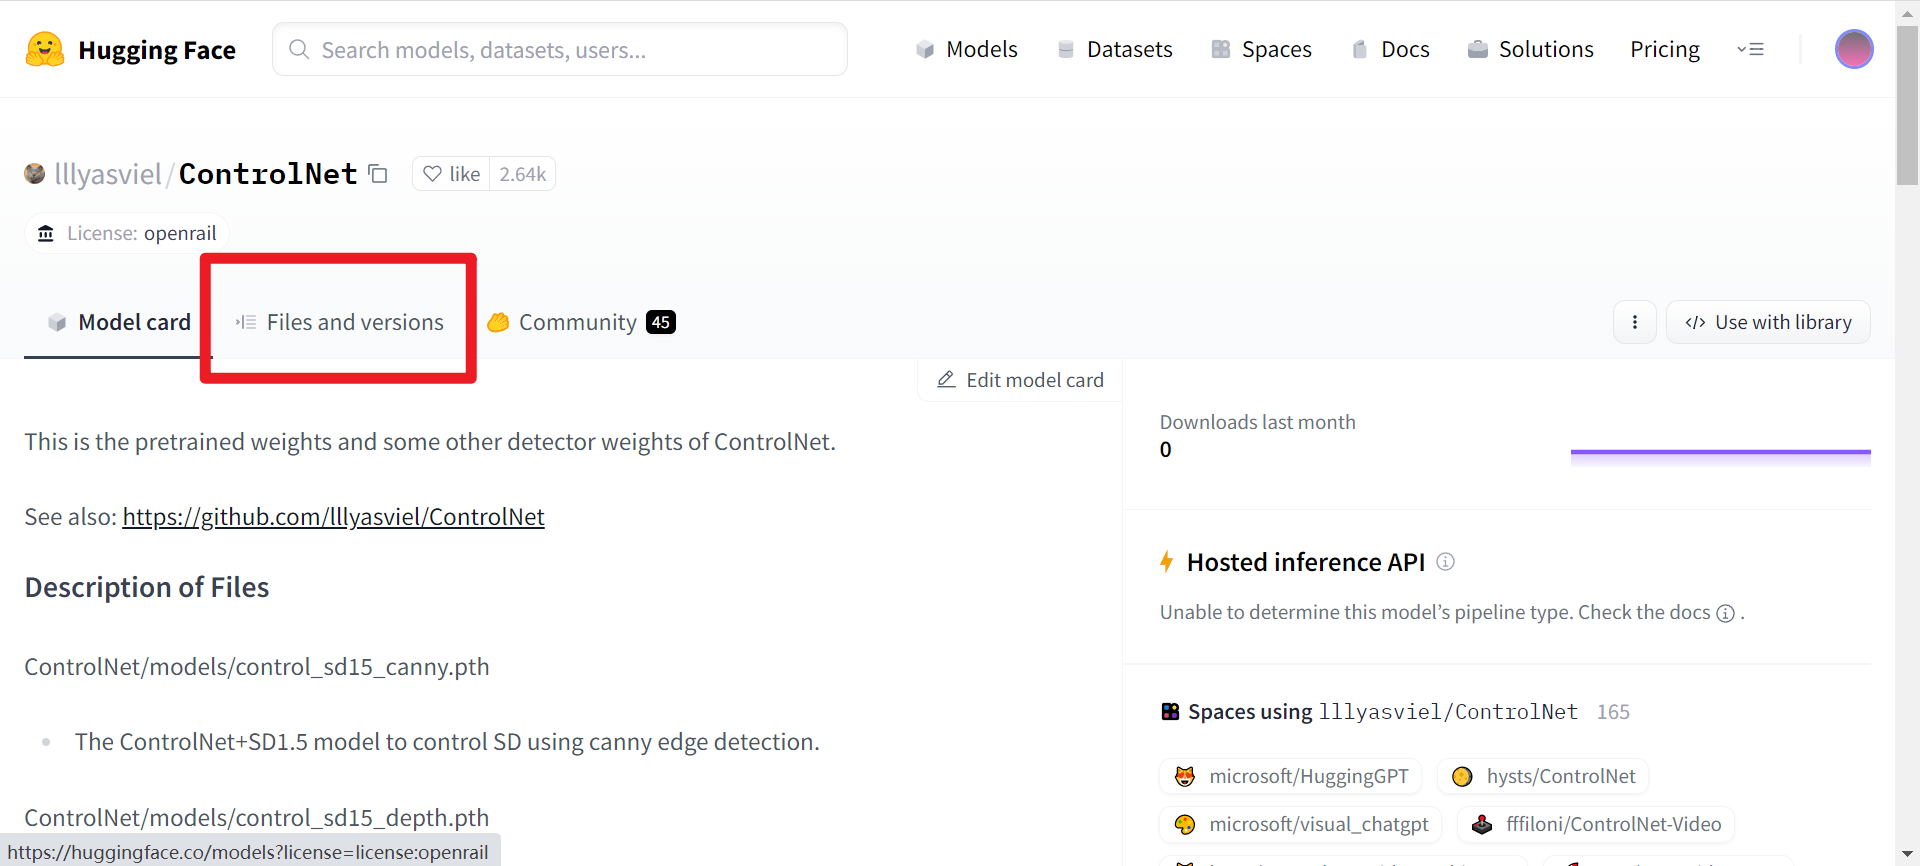 Hugging Face
Search models, datasets, users...
Models
Datasets
Spaces
Docs
Solutions
Pricing
lllyasviel/ControlNet
like 2.64k
License: openrail
Model card
Files and versions
Community 45
Use with library
Edit model card
This is the pretrained weights and some other detector weights of ControlNet.
See also: https://github.com/lllyasviel/ControlNet
Description of Files
ControlNet/models/control_sd15_canny.pth
The ControlNet+SD1.5 model to control SD using canny edge detection.
ControlNet/models/control_sd15_depth.pth
https://huggingface.co/models?license=license:openrail
Downloads last month
0
Hosted inference API
Unable to determine this model’s pipeline type. Check the docs .
Spaces using lllyasviel/ControlNet 165
microsoft/HuggingGPT
hysts/ControlNet
microsoft/visual_chatgpt
fffiloni/ControlNet-Video